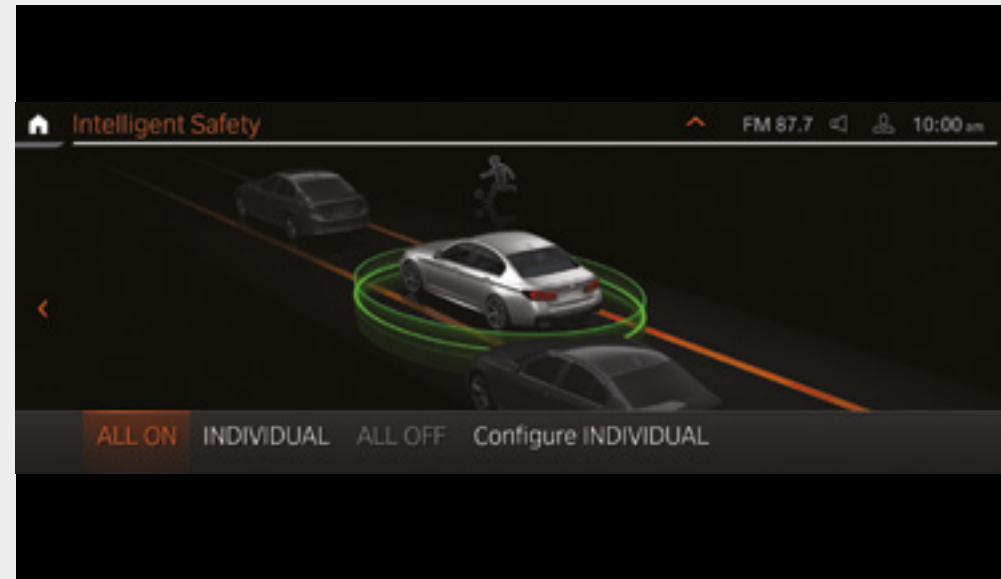 Intelligent Safety FM 87.7 10:00 am
ALL ON INDIVIDUAL ALL OFF Configure INDIVIDUAL